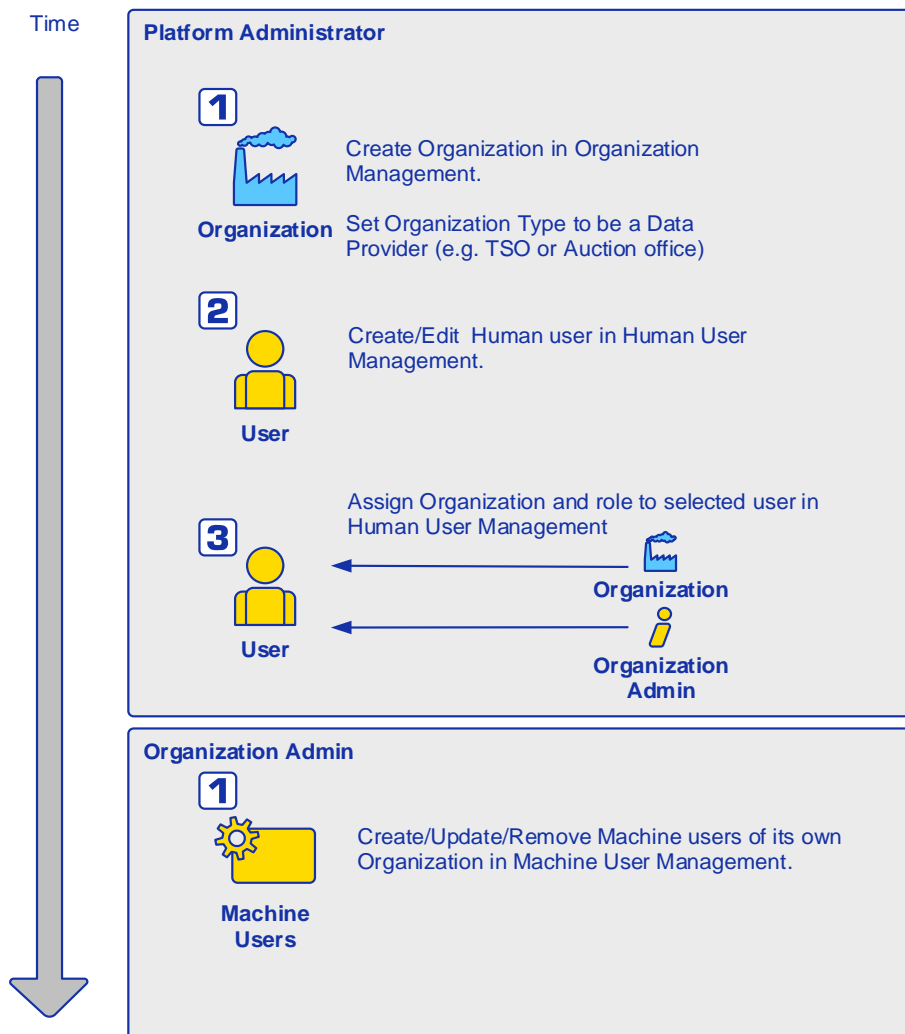 Time
Platform Administrator
1
Create Organization in Organization
Management.
Organization
Set Organization Type to be a Data
Provider (e.g. TSO or Auction office)
2
Create/Edit  Human user in Human User
Management.
User
Assign Organization and role to selected user in
Human User Management
3
Organization
User
Organization
Admin
Organization Admin
1
Create/Update/Remove Machine users of its own
Organization in Machine User Management.
Machine
Users